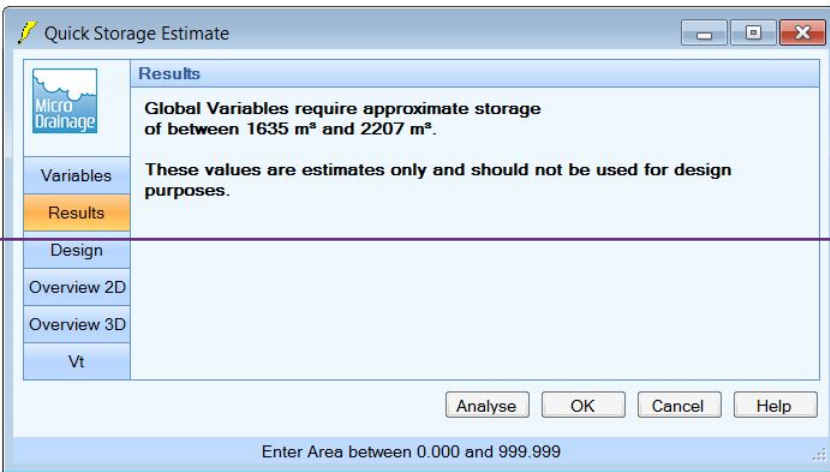 Quick Storage Estimate
Micro
Drainage
Variables
Results
Design
Overview 2D
Overview 3D
Vt
Results
Global Variables require approximate storage
of between 1635 m³ and 2207 m³.
These values are estimates only and should not be used for design
purposes.
Analyse
OK
Cancel
Help
Enter Area between 0.000 and 999.999